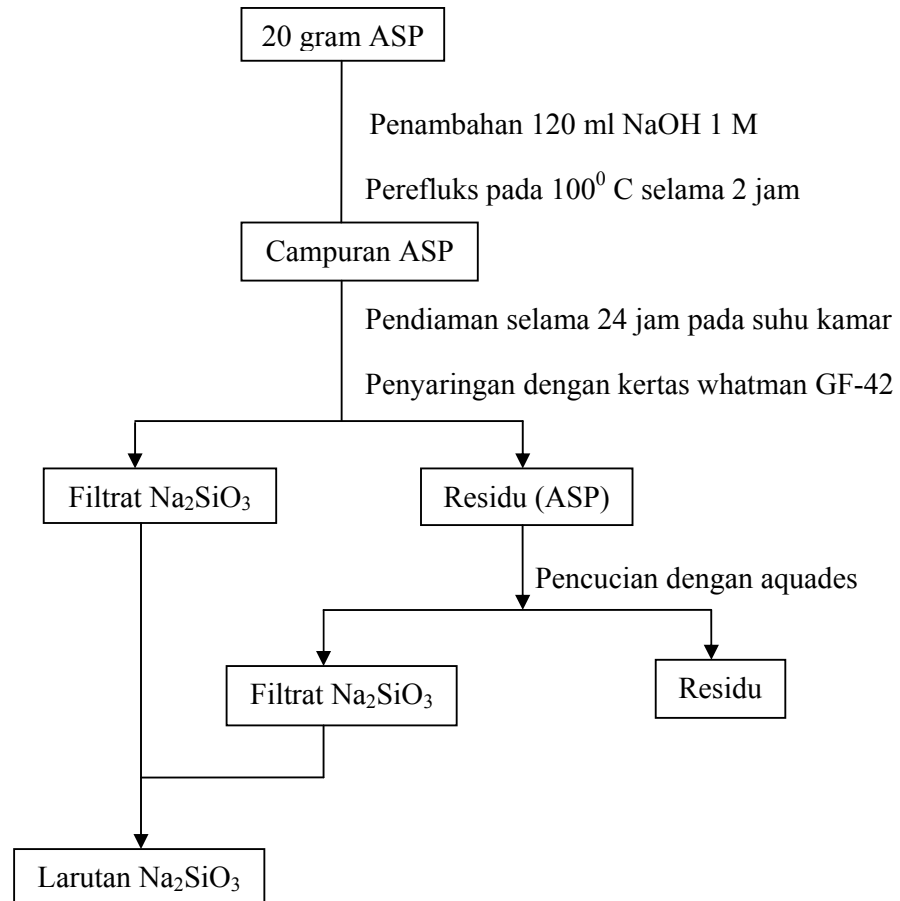 20 gram ASP
Penambahan 120 ml NaOH 1 M
Perefluks pada 100⁰ C selama 2 jam
Campuran ASP
Pendiaman selama 24 jam pada suhu kamar
Penyaringan dengan kertas whatman GF-42
Filtrat Na₂SiO₃
Residu (ASP)
Pencucian dengan aquades
Filtrat Na₂SiO₃
Residu
Larutan Na₂SiO₃